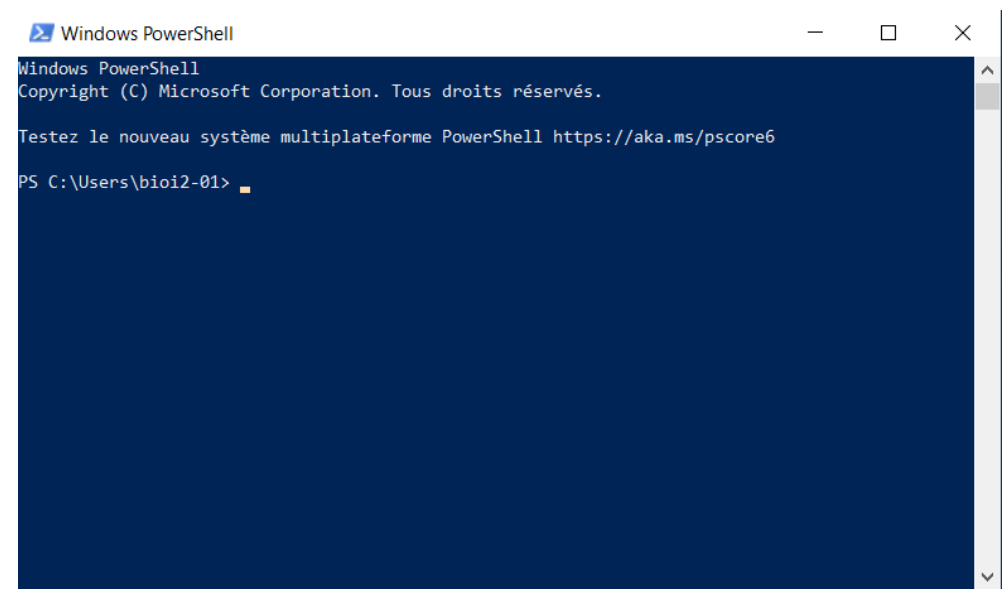 Windows PowerShell
Windows PowerShell
Copyright (C) Microsoft Corporation. Tous droits réservés.
Testez le nouveau système multiplateforme PowerShell https://aka.ms/pscore6
PS C:\Users\bioi2-01>